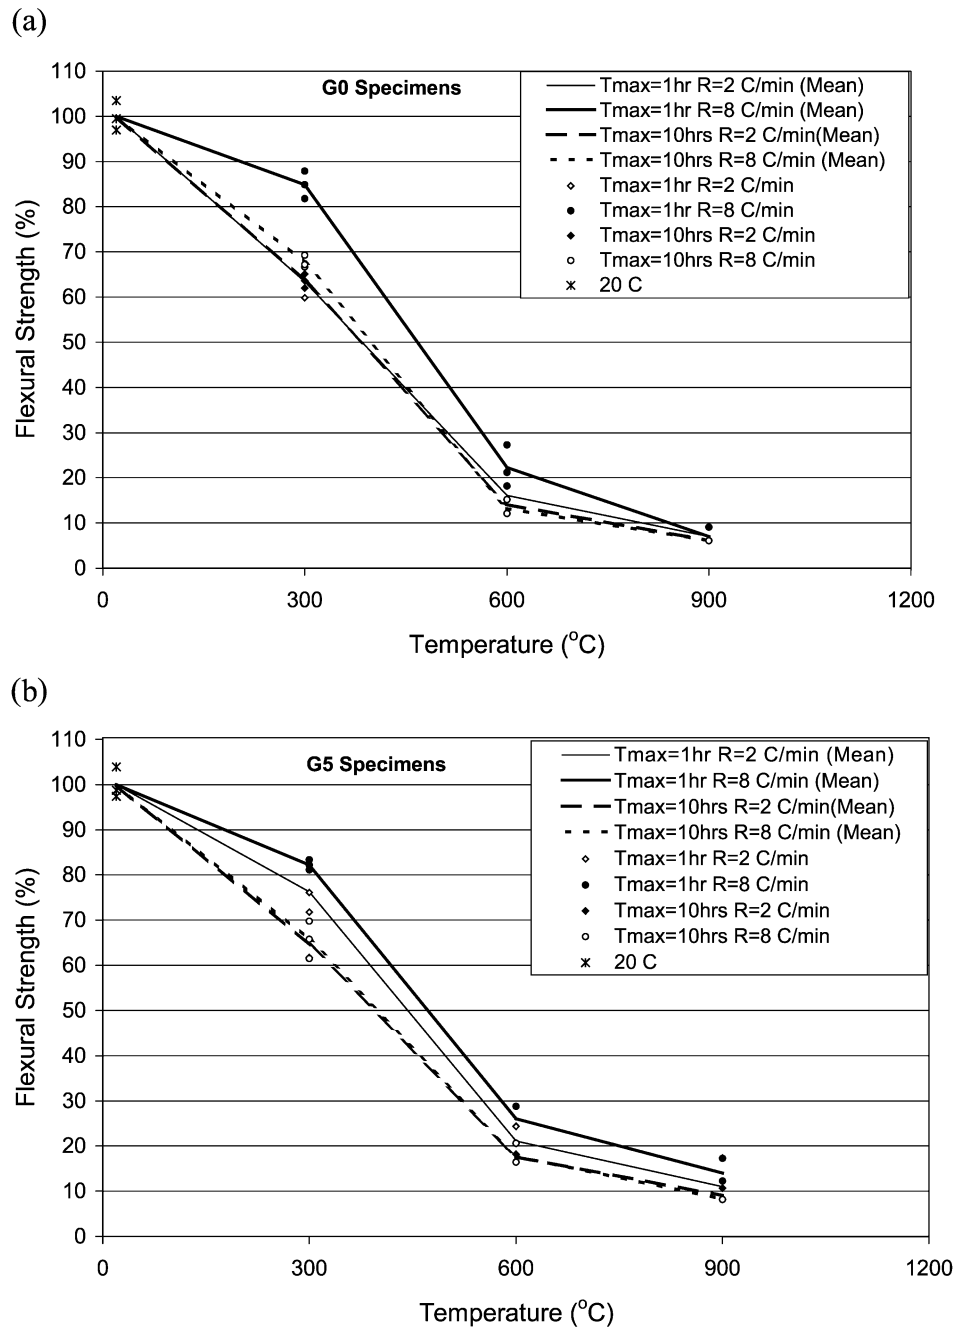 (a)
G0 Specimens
Tmax=1hr R=2 C/min (Mean)
Tmax=1hr R=8 C/min (Mean)
Tmax=10hrs R=2 C/min(Mean)
Tmax=10hrs R=8 C/min (Mean)
Tmax=1hr R=2 C/min
Tmax=1hr R=8 C/min
Tmax=10hrs R=2 C/min
Tmax=10hrs R=8 C/min
20 C
Flexural Strength (%)
110
100
90
80
70
60
50
40
30
20
10
0
0 300 600 900 1200
Temperature (°C)
(b)
G5 Specimens
Tmax=1hr R=2 C/min (Mean)
Tmax=1hr R=8 C/min (Mean)
Tmax=10hrs R=2 C/min(Mean)
Tmax=10hrs R=8 C/min (Mean)
Tmax=1hr R=2 C/min
Tmax=1hr R=8 C/min
Tmax=10hrs R=2 C/min
Tmax=10hrs R=8 C/min
20 C
Flexural Strength (%)
110
100
90
80
70
60
50
40
30
20
10
0
0 300 600 900 1200
Temperature (°C)